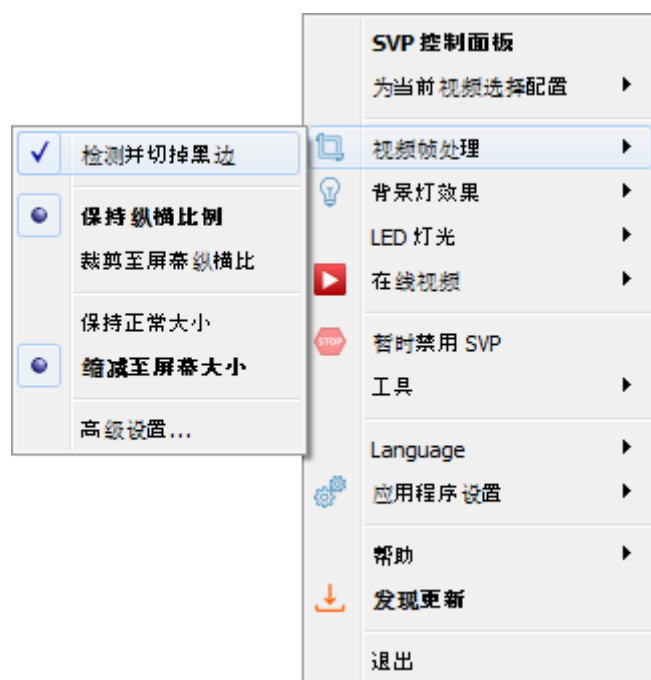 SVP 控制面板
为当前视频选择配置
视频帧处理
背景灯效果
LED 灯光
在线视频
STOP
暂时禁用 SVP
工具
Language
应用程序设置
帮助
发现更新
退出
检测并切掉黑边
保持纵横比例
裁剪至屏幕纵横比
保持正常大小
缩减至屏幕大小
高级设置...